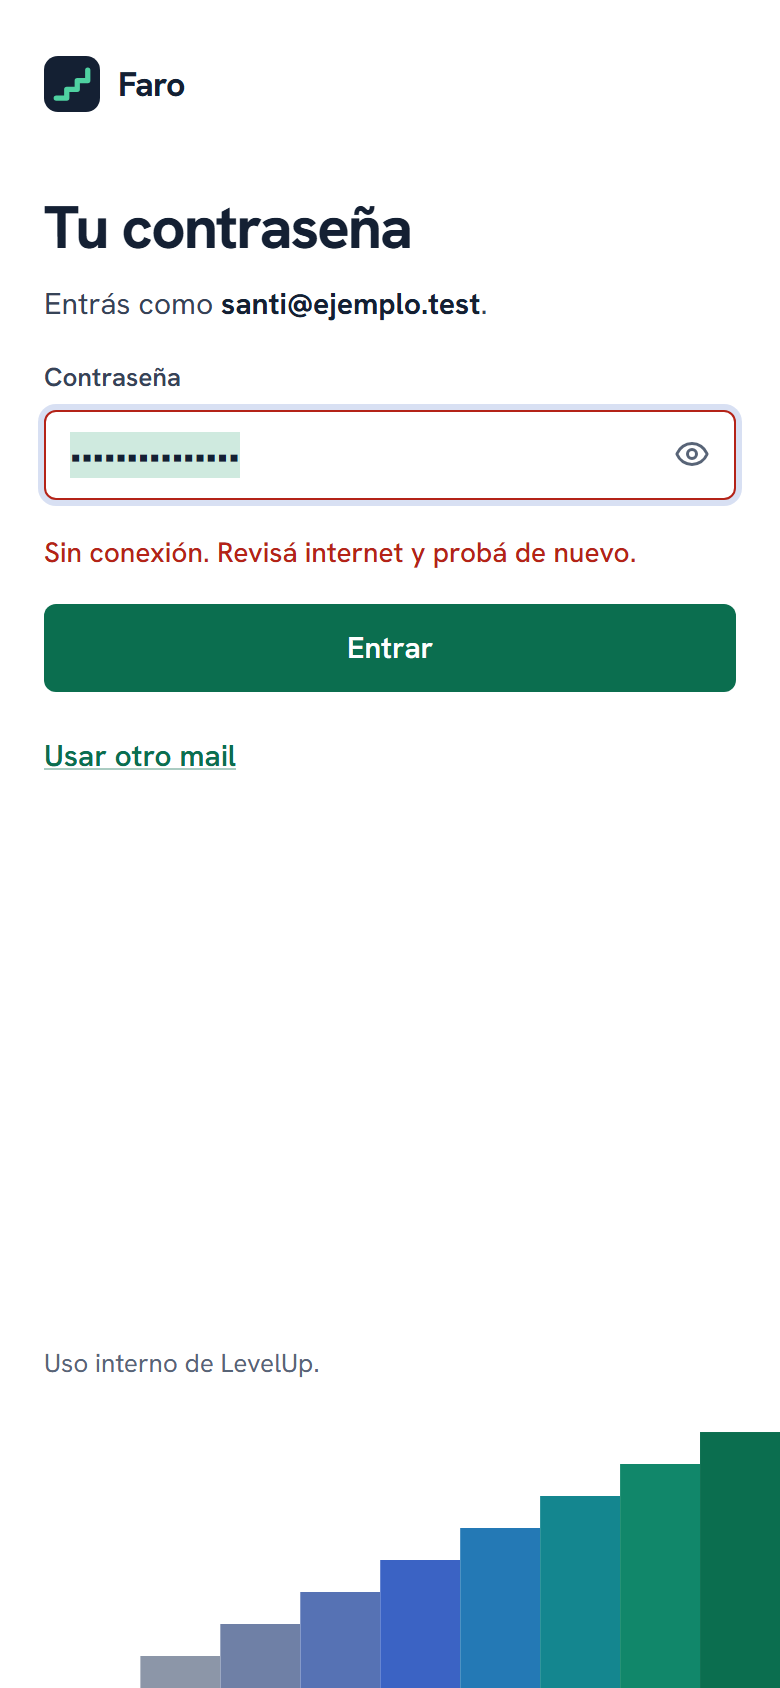 Faro
Tu contraseña
Entrás como santi@ejemplo.test.
Contraseña
Sin conexión. Revisá internet y probá de nuevo.
Entrar
Usar otro mail
Uso interno de LevelUp.